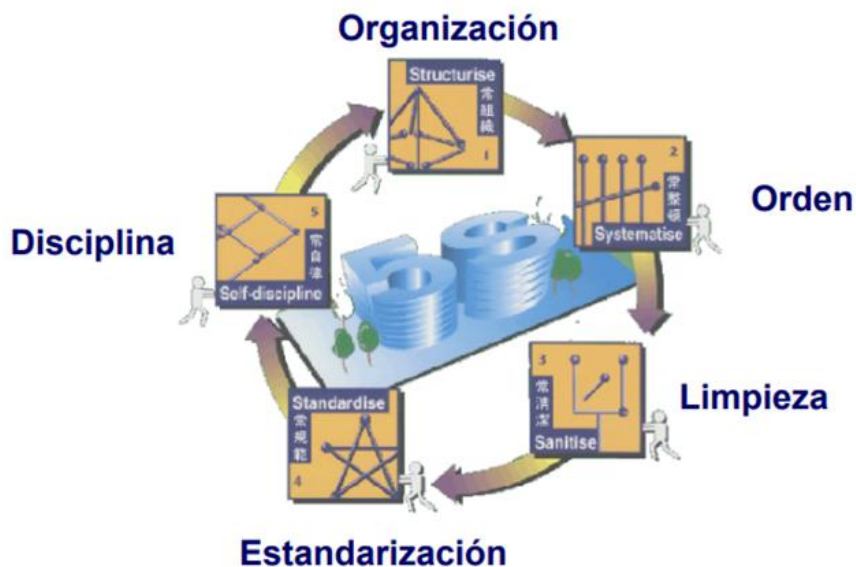 Organización
Structurise
常組織
1
2
常整頓
Systematise
Orden
3
常清潔
Sanitise
Limpieza
Standardise
常規範
4
Estandarización
5
常自律
Self-discipline
Disciplina
5S